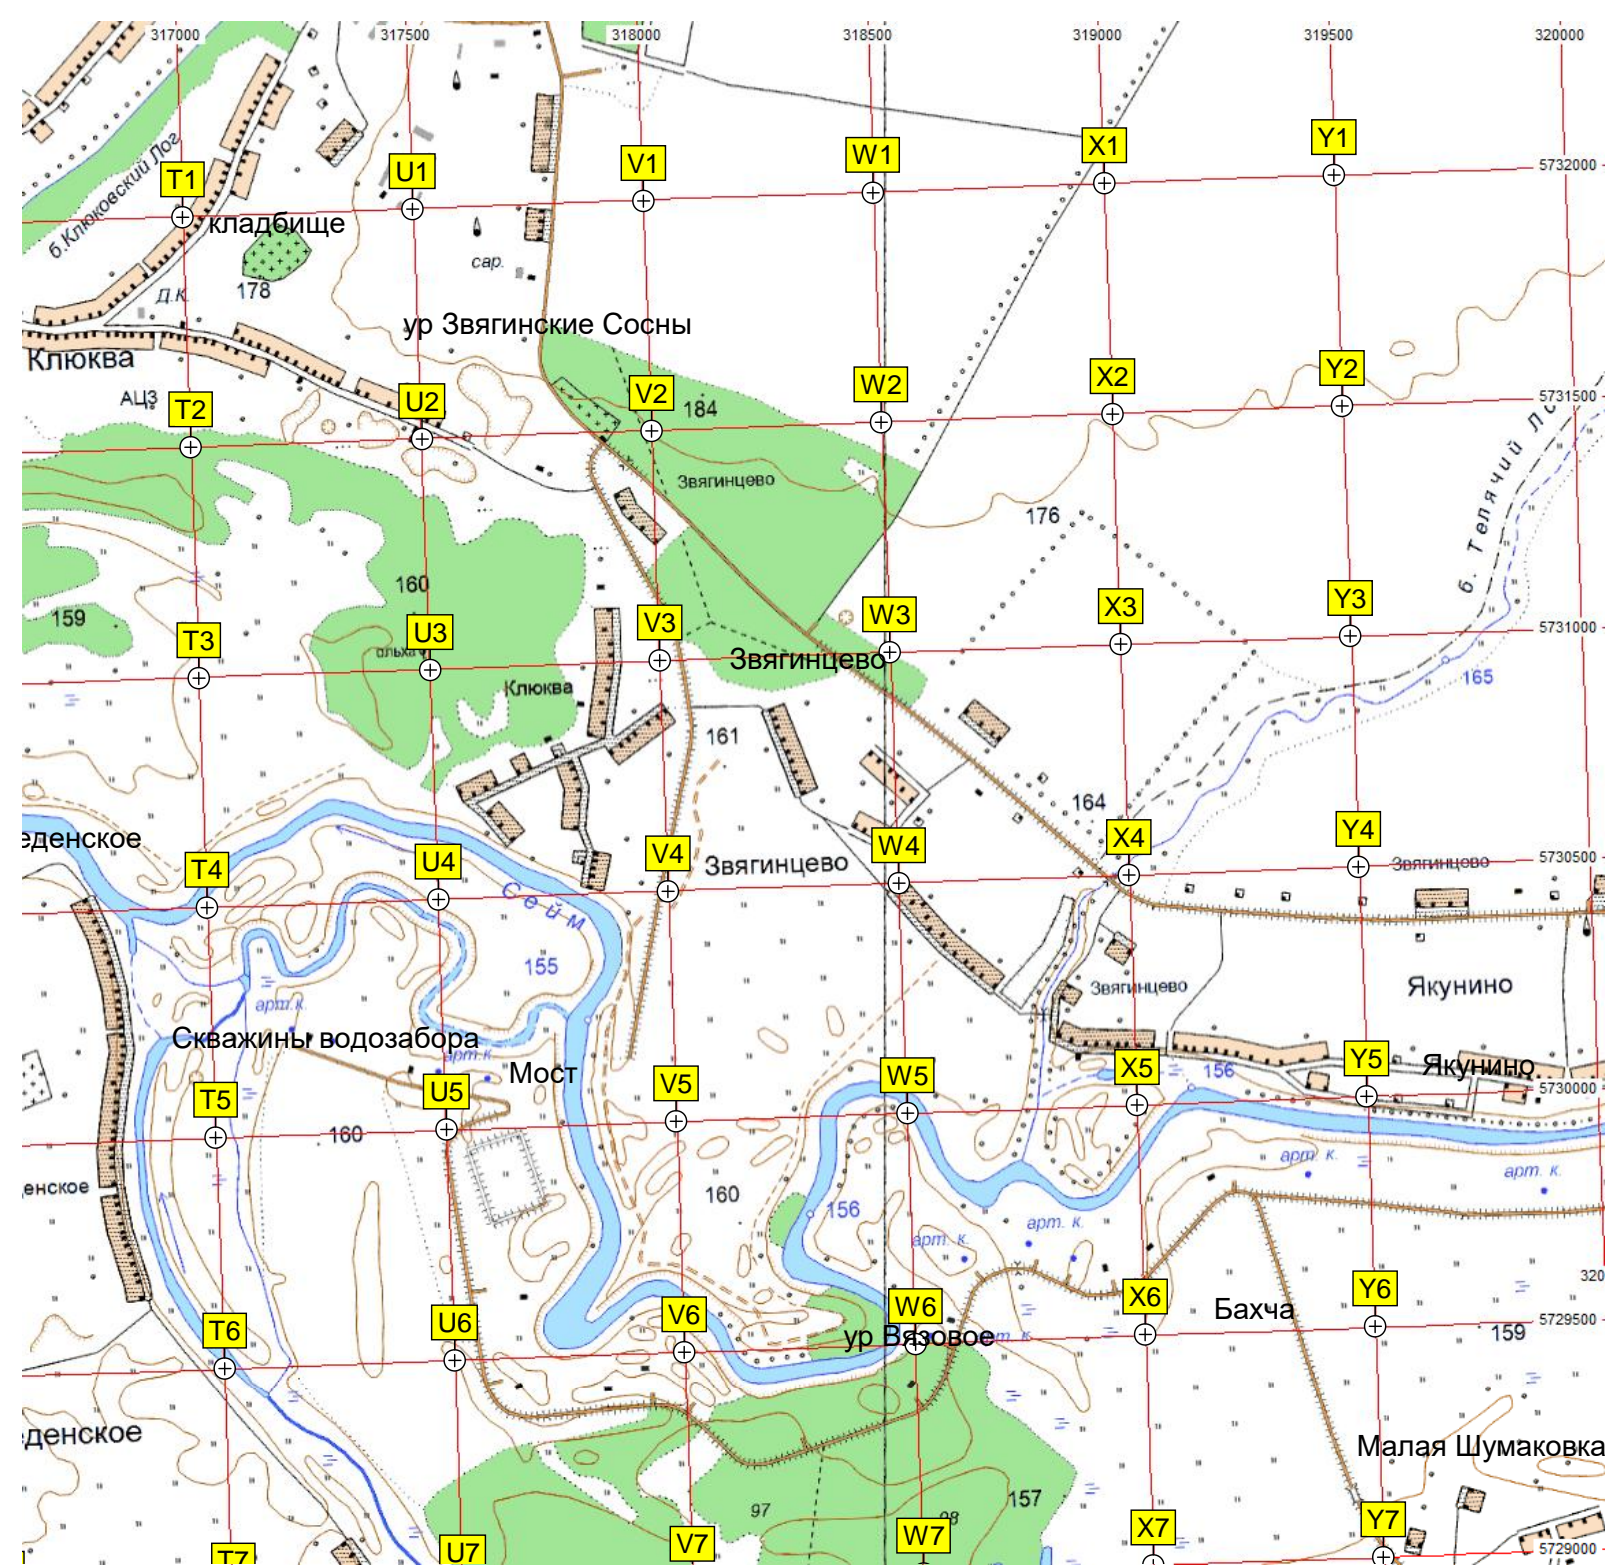 317000 317500 318000 318500 319000 319500 320000
б.Клюковский Лог
T1 U1 V1 W1 X1 Y1 5732000
кладбище
сар.
Д.К.
178
ур Звягинские Сосны
Клюква
АЦЗ
T2 U2 V2 W2 X2 Y2 5731500
184
Звягинцево
176
б. Телячий
160
159
T3 U3 V3 W3 X3 Y3 5731000
ольха
Звягинцево
Клюква
165
161
164
еденское
T4 U4 V4 W4 X4 Y4 5730500
Звягинцево
Звягинцево
Сейм
155
арт.к.
Звягинцево
Якунино
Скважины водозабора
арт.к
Мост
156
Якунино
T5 U5 V5 W5 X5 Y5 5730000
160
арт. к.
арт. к.
енское
160
156
арт. к.
арт. к.
320
T6 U6 V6 W6 X6 Y6 5729500
Бахча
ур Вязовое
арт. к.
159
денское
Малая Шумаковка
157
97
98
T7 U7 V7 W7 X7 Y7 5729000